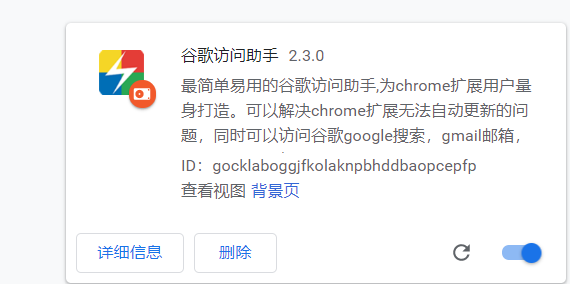 谷歌访问助手 2.3.0
最简单易用的谷歌访问助手,为chrome扩展用户量
身打造。可以解决chrome扩展无法自动更新的问
题，同时可以访问谷歌google搜索，gmail邮箱，
ID：gocklaboggjfkolaknpbhddbaopcepfp
查看视图 背景页
详细信息 删除